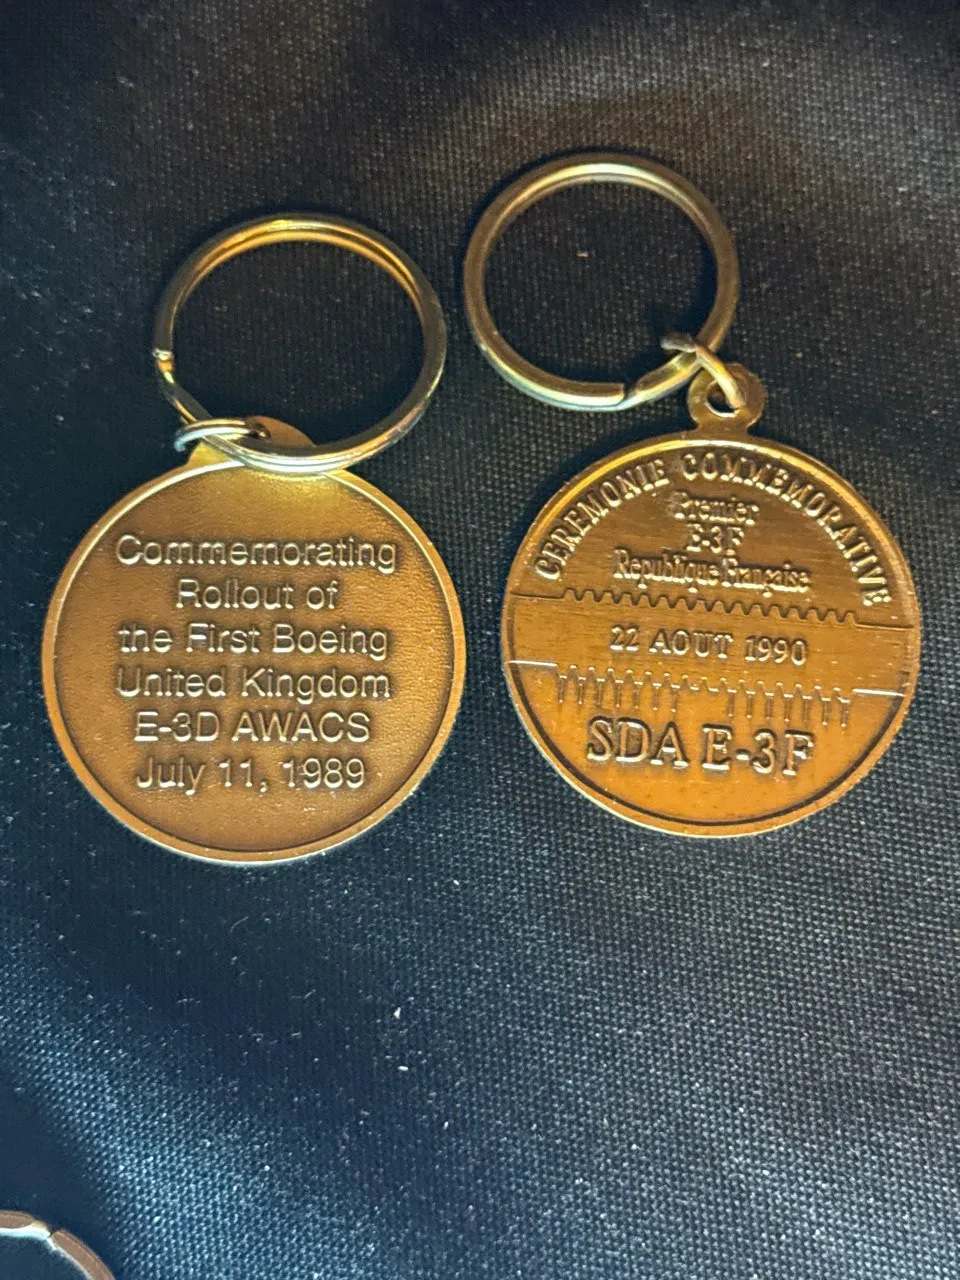 Commemorating
Rollout of
the First Boeing
United Kingdom
E-3D AWACS
July 11, 1989
CEREMONIE COMMEMORATIVE
Premier
E-3F
Republique Française
22 AOUT 1990
SDA E-3F